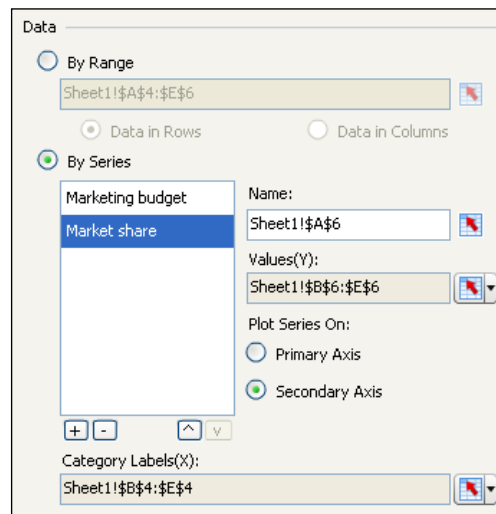 Data
By Range
Sheet1!$A$4:$E$6
Data in Rows
Data in Columns
By Series
Marketing budget
Market share
Name:
Sheet1!$A$6
Values(Y):
Sheet1!$B$6:$E$6
Plot Series On:
Primary Axis
Secondary Axis
+ - ^ v
Category Labels(X):
Sheet1!$B$4:$E$4